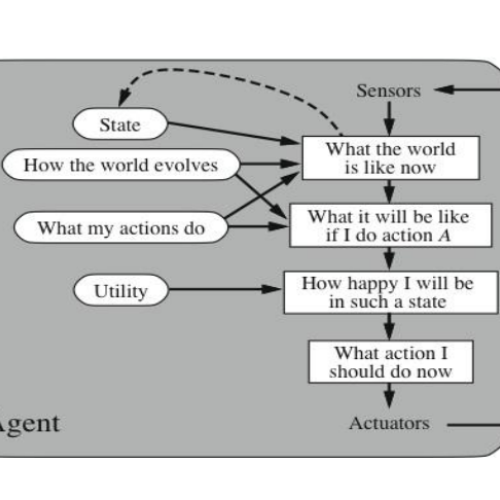 Sensors
State
What the world
is like now
How the world evolves
What my actions do
What it will be like
if I do action A
Utility
How happy I will be
in such a state
What action I
should do now
Agent
Actuators